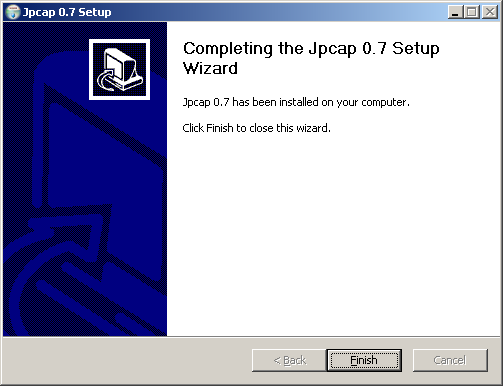 Jpcap 0.7 Setup
Completing the Jpcap 0.7 Setup
Wizard
Jpcap 0.7 has been installed on your computer.
Click Finish to close this wizard.
< Back Finish Cancel